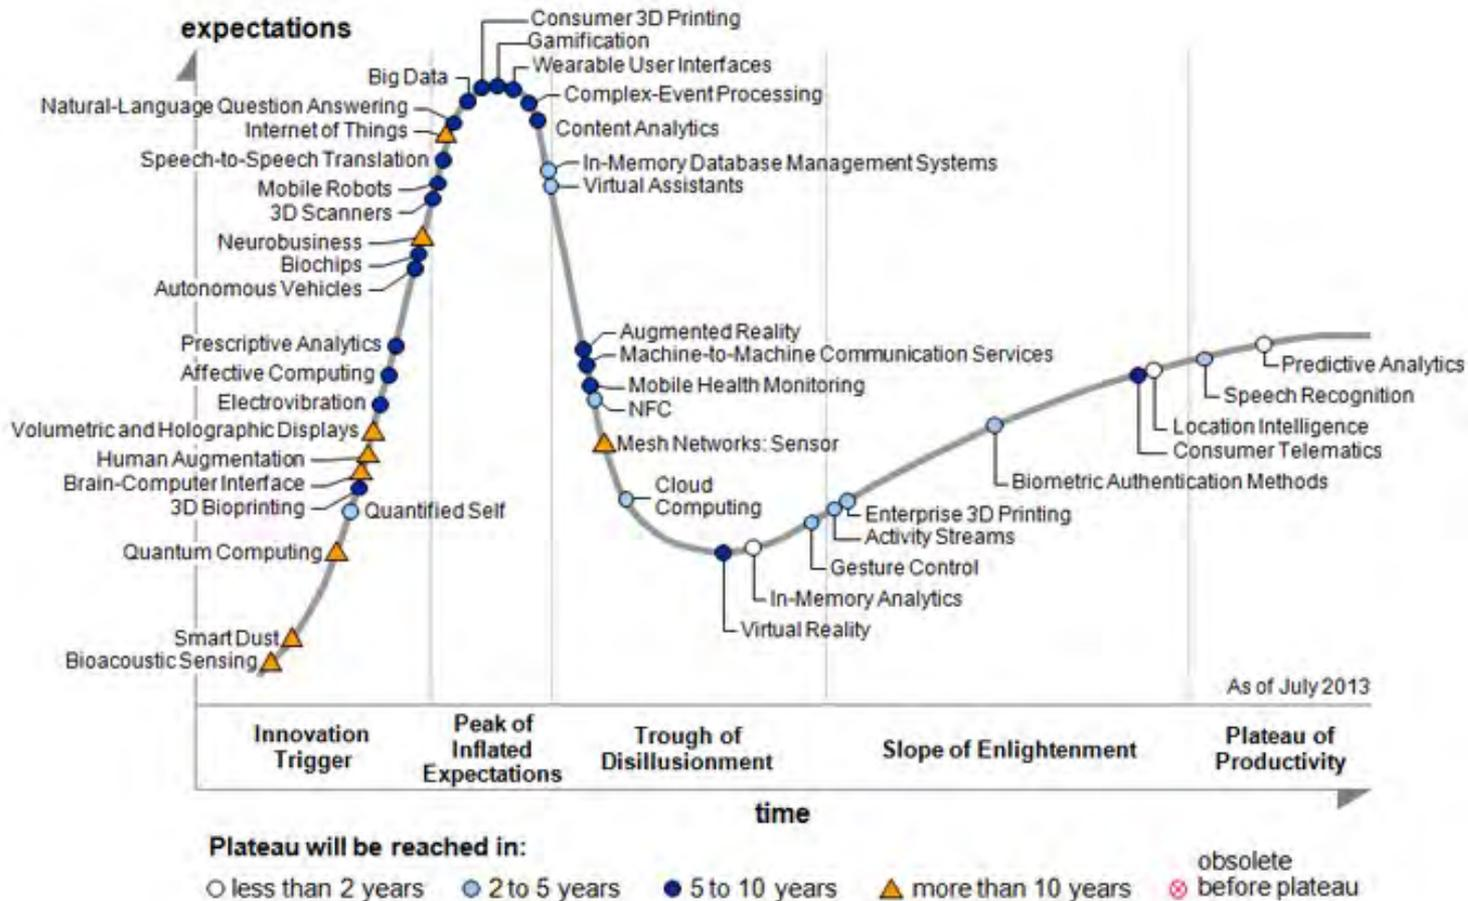 expectations
Consumer 3D Printing
Gamification
Wearable User Interfaces
Big Data
Complex-Event Processing
Natural-Language Question Answering
Content Analytics
Internet of Things
Speech-to-Speech Translation
In-Memory Database Management Systems
Mobile Robots
Virtual Assistants
3D Scanners
Neurobusiness
Biochips
Autonomous Vehicles
Augmented Reality
Prescriptive Analytics
Machine-to-Machine Communication Services
Predictive Analytics
Affective Computing
Mobile Health Monitoring
Speech Recognition
Electrovibration
NFC
Location Intelligence
Volumetric and Holographic Displays
Mesh Networks: Sensor
Consumer Telematics
Human Augmentation
Brain-Computer Interface
Biometric Authentication Methods
Cloud
Computing
3D Bioprinting
Quantified Self
Enterprise 3D Printing
Activity Streams
Quantum Computing
Gesture Control
In-Memory Analytics
Virtual Reality
Smart Dust
Bioacoustic Sensing
As of July 2013
Innovation
Trigger
Peak of
Inflated
Expectations
Trough of
Disillusionment
Slope of Enlightenment
Plateau of
Productivity
time
Plateau will be reached in:
less than 2 years
2 to 5 years
5 to 10 years
more than 10 years
obsolete
before plateau